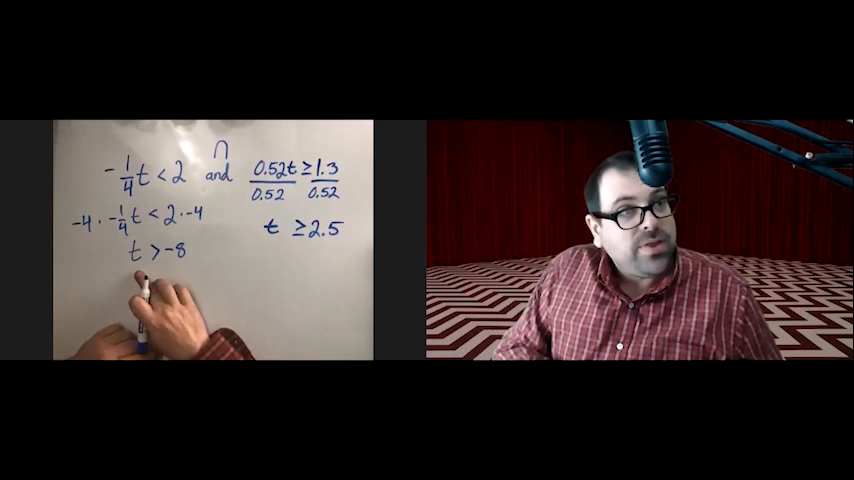 ∩
-1/4t < 2 and 0.52t ≥ 1.3
0.52 0.52
-4 · -1/4t < 2 · -4
t ≥ 2.5
t > -8